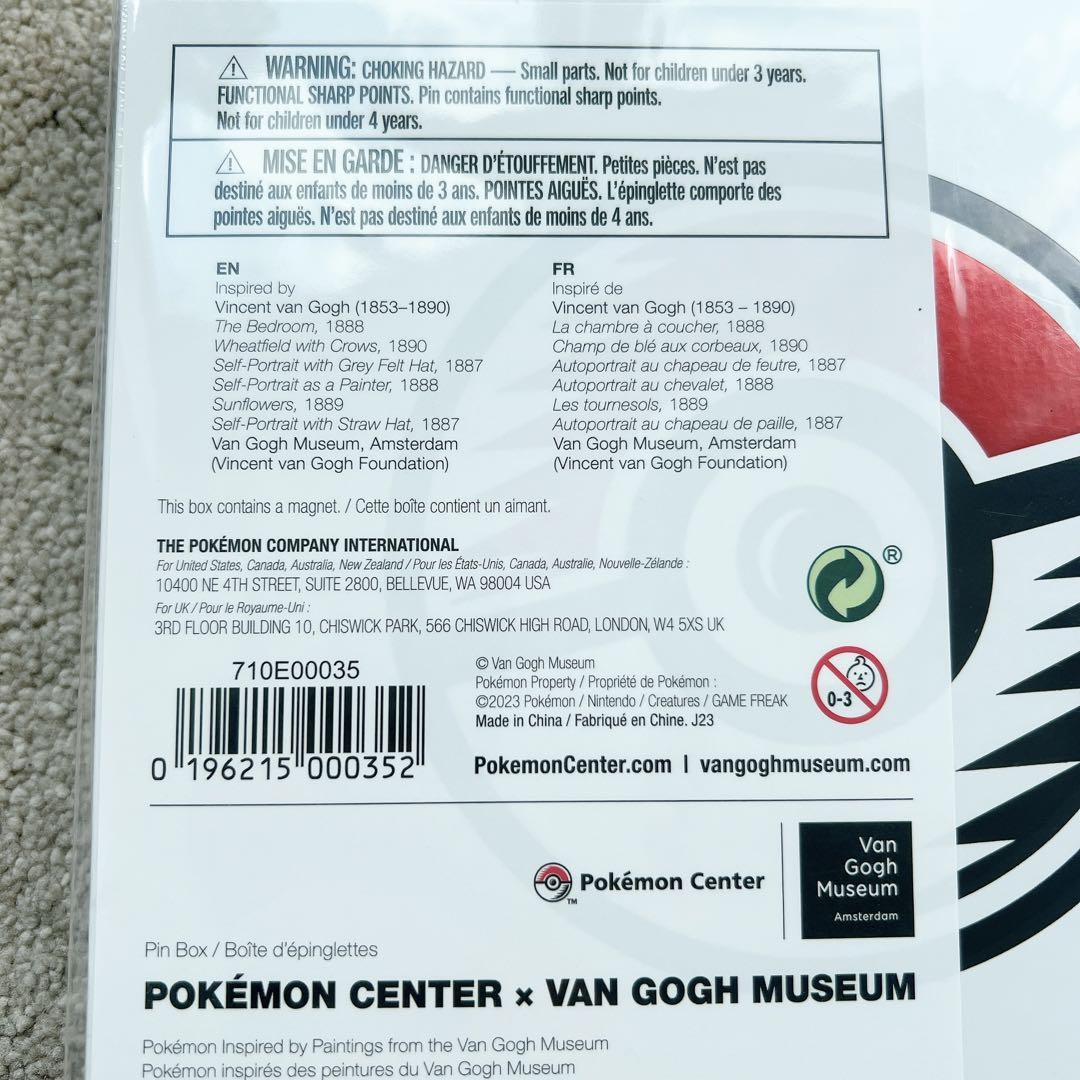 WARNING: CHOKING HAZARD — Small parts. Not for children under 3 years.
FUNCTIONAL SHARP POINTS. Pin contains functional sharp points.
Not for children under 4 years.
MISE EN GARDE : DANGER D'ÉTOUFFEMENT. Petites pièces. N'est pas
destiné aux enfants de moins de 3 ans. POINTES AIGUËS. L'épinglette comporte des
pointes aiguës. N'est pas destiné aux enfants de moins de 4 ans.
EN
Inspired by
Vincent van Gogh (1853–1890)
The Bedroom, 1888
Wheatfield with Crows, 1890
Self-Portrait with Grey Felt Hat, 1887
Self-Portrait as a Painter, 1888
Sunflowers, 1889
Self-Portrait with Straw Hat, 1887
Van Gogh Museum, Amsterdam
(Vincent van Gogh Foundation)
FR
Inspiré de
Vincent van Gogh (1853 – 1890)
La chambre à coucher, 1888
Champ de blé aux corbeaux, 1890
Autoportrait au chapeau de feutre, 1887
Autoportrait au chevalet, 1888
Les tournesols, 1889
Autoportrait au chapeau de paille, 1887
Van Gogh Museum, Amsterdam
(Vincent van Gogh Foundation)
This box contains a magnet. / Cette boîte contient un aimant.
THE POKÉMON COMPANY INTERNATIONAL
For United States, Canada, Australia, New Zealand / Pour les États-Unis, Canada, Australie, Nouvelle-Zélande :
10400 NE 4TH STREET, SUITE 2800, BELLEVUE, WA 98004 USA
For UK / Pour le Royaume-Uni :
3RD FLOOR BUILDING 10, CHISWICK PARK, 566 CHISWICK HIGH ROAD, LONDON, W4 5XS UK
®
710E00035
0 196215 000352
© Van Gogh Museum
Pokémon Property / Propriété de Pokémon :
©2023 Pokémon / Nintendo / Creatures / GAME FREAK
Made in China / Fabriqué en Chine. J23
0-3
PokemonCenter.com | vangoghmuseum.com
Pokémon Center
TM
Van
Gogh
Museum
Amsterdam
Pin Box / Boîte d'épinglettes
POKÉMON CENTER × VAN GOGH MUSEUM
Pokémon Inspired by Paintings from the Van Gogh Museum
Pokémon inspirés des peintures du Van Gogh Museum